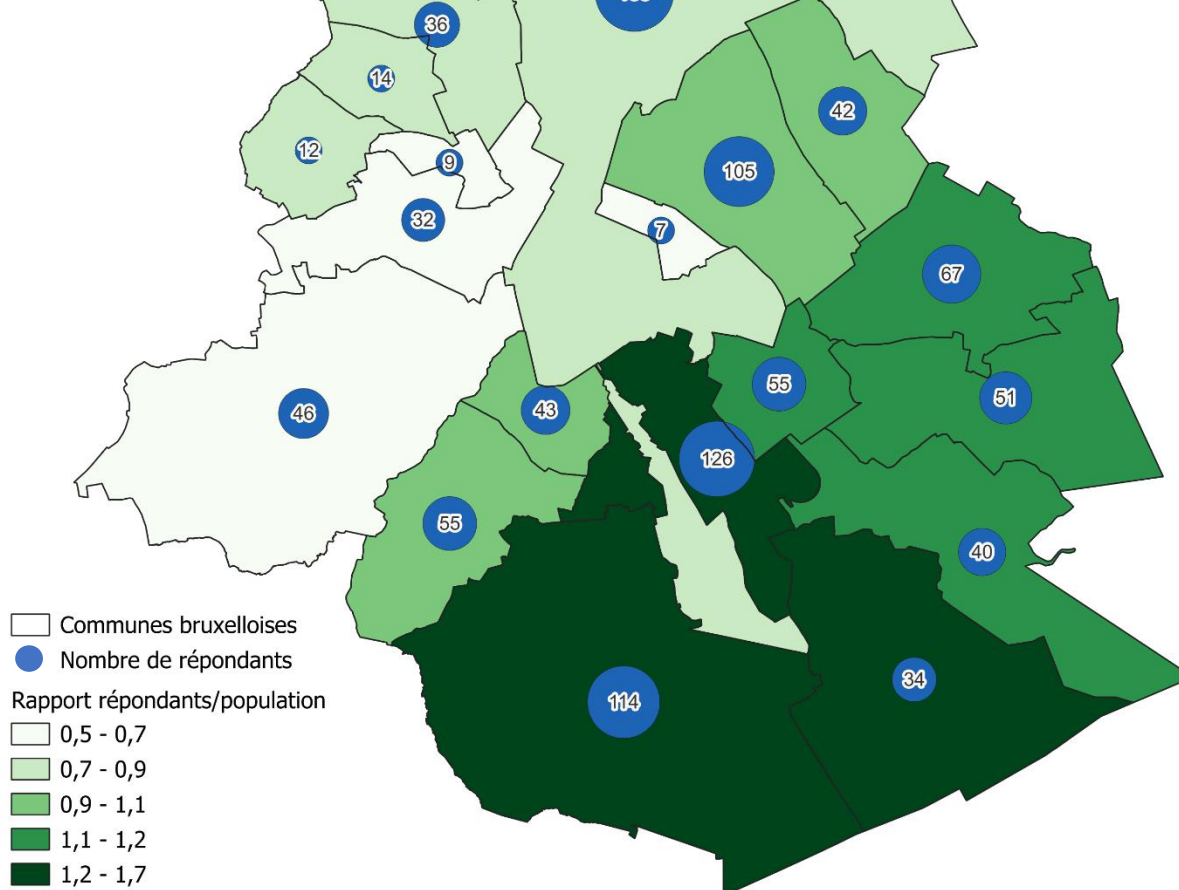 36
14
42
12
9
105
32
7
67
46
43
55
51
126
55
40
114
34
Communes bruxelloises
Nombre de répondants
Rapport répondants/population
0,5 - 0,7
0,7 - 0,9
0,9 - 1,1
1,1 - 1,2
1,2 - 1,7